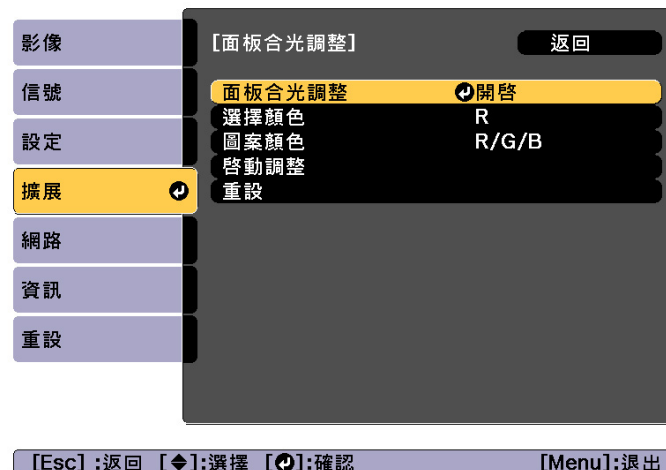 影像
信號
設定
擴展
網路
資訊
重設
[面板合光調整] 返回
面板合光調整 開啓
選擇顏色 R
圖案顏色 R/G/B
啓動調整
重設
[Esc] :返回 [◆]:選擇 [↵]:確認 [Menu]:退出